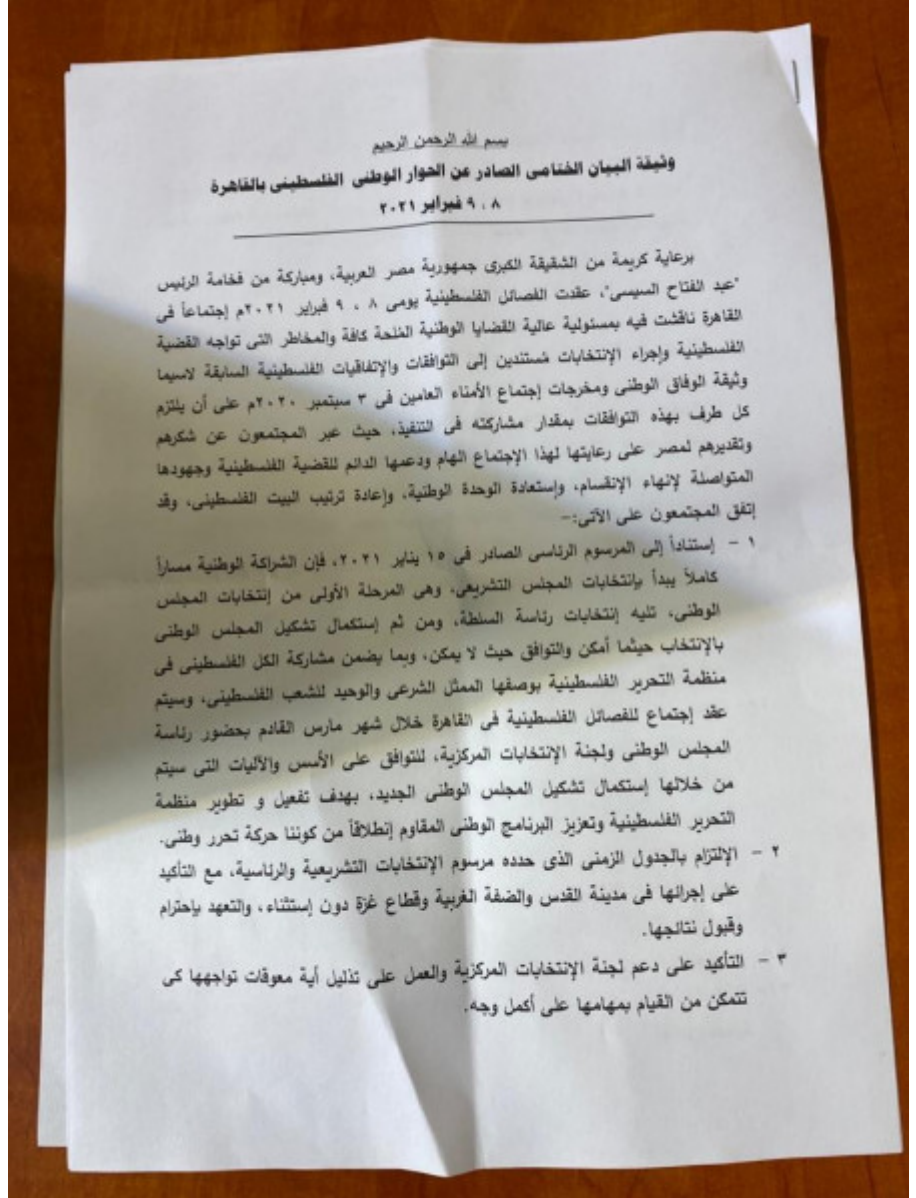 بسم الله الرحمن الرحيم
وثيقة البيان الختامى الصادر عن الحوار الوطنى الفلسطينى بالقاهرة
٨ ، ٩ فبراير ٢٠٢١
برعاية كريمة من الشقيقة الكبرى جمهورية مصر العربية، ومباركة من فخامة الرئيس
"عبد الفتاح السيسى"، عقدت الفصائل الفلسطينية يومى ٨ ، ٩ فبراير ٢٠٢١م إجتماعاً فى
القاهرة ناقشت فيه بمسئولية عالية القضايا الوطنية المُلحة كافة والمخاطر التى تواجه القضية
الفلسطينية وإجراء الإنتخابات مُستندين إلى التوافقات والإتفاقيات الفلسطينية السابقة لاسيما
وثيقة الوفاق الوطنى ومخرجات إجتماع الأمناء العامين فى ٣ سبتمبر ٢٠٢٠م على أن يلتزم
كل طرف بهذه التوافقات بمقدار مشاركته فى التنفيذ، حيث عبر المجتمعون عن شكرهم
وتقديرهم لمصر على رعايتها لهذا الإجتماع الهام ودعمها الدائم للقضية الفلسطينية وجهودها
المتواصلة لإنهاء الإنقسام، وإستعادة الوحدة الوطنية، وإعادة ترتيب البيت الفلسطينى، وقد
إتفق المجتمعون على الآتى:-
١ - إستناداً إلى المرسوم الرئاسى الصادر فى ١٥ يناير ٢٠٢١، فإن الشراكة الوطنية مساراً
كاملاً يبدأ بإنتخابات المجلس التشريعى، وهى المرحلة الأولى من إنتخابات المجلس
الوطنى، تليه إنتخابات رئاسة السلطة، ومن ثم إستكمال تشكيل المجلس الوطنى
بالإنتخاب حيثما أمكن والتوافق حيث لا يمكن، وبما يضمن مشاركة الكل الفلسطينى فى
منظمة التحرير الفلسطينية بوصفها الممثل الشرعى والوحيد للشعب الفلسطينى، وسيتم
عقد إجتماع للفصائل الفلسطينية فى القاهرة خلال شهر مارس القادم بحضور رئاسة
المجلس الوطنى ولجنة الإنتخابات المركزية، للتوافق على الأسس والآليات التى سيتم
من خلالها إستكمال تشكيل المجلس الوطنى الجديد، بهدف تفعيل و تطوير منظمة
التحرير الفلسطينية وتعزيز البرنامج الوطنى المقاوم إنطلاقاً من كوننا حركة تحرر وطنى.
٢ - الإلتزام بالجدول الزمنى الذى حدده مرسوم الإنتخابات التشريعية والرئاسية، مع التأكيد
على إجرائها فى مدينة القدس والضفة الغربية وقطاع غزة دون إستثناء، والتعهد بإحترام
وقبول نتائجها.
٣ - التأكيد على دعم لجنة الإنتخابات المركزية والعمل على تذليل أية معوقات تواجهها كى
تتمكن من القيام بمهامها على أكمل وجه.